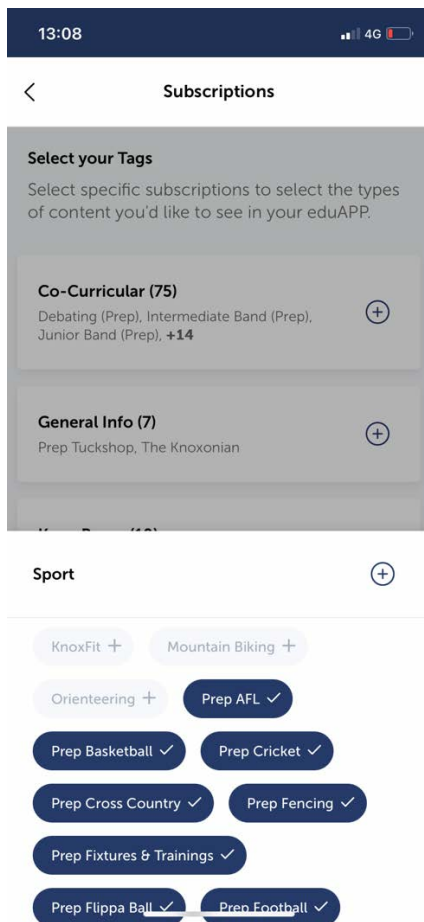 13:08 4G
Subscriptions
Select your Tags
Select specific subscriptions to select the types
of content you'd like to see in your eduAPP.
Co-Curricular (75)
Debating (Prep), Intermediate Band (Prep),
Junior Band (Prep), +14
General Info (7)
Prep Tuckshop, The Knoxonian
Sport
KnoxFit + Mountain Biking +
Orienteering + Prep AFL ✓
Prep Basketball ✓ Prep Cricket ✓
Prep Cross Country ✓ Prep Fencing ✓
Prep Fixtures & Trainings ✓
Prep Flippa Ball ✓ Prep Football ✓